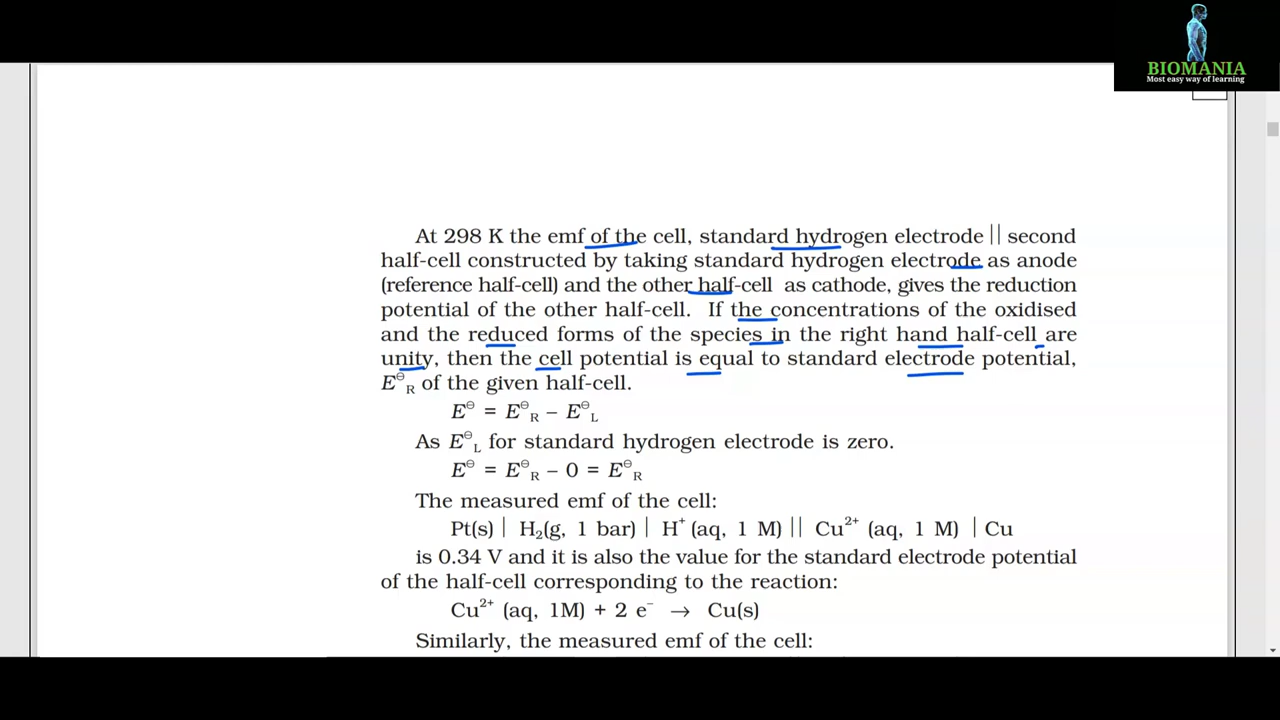 BIOMANIA
Most easy way of learning
At 298 K the emf of the cell, standard hydrogen electrode || second
half-cell constructed by taking standard hydrogen electrode as anode
(reference half-cell) and the other half-cell as cathode, gives the reduction
potential of the other half-cell. If the concentrations of the oxidised
and the reduced forms of the species in the right hand half-cell are
unity, then the cell potential is equal to standard electrode potential,
E⊖R of the given half-cell.
E⊖ = E⊖R – E⊖L
As E⊖L for standard hydrogen electrode is zero.
E⊖ = E⊖R – 0 = E⊖R
The measured emf of the cell:
Pt(s) | H₂(g, 1 bar) | H⁺ (aq, 1 M) || Cu²⁺ (aq, 1 M) | Cu
is 0.34 V and it is also the value for the standard electrode potential
of the half-cell corresponding to the reaction:
Cu²⁺ (aq, 1M) + 2 e⁻ → Cu(s)
Similarly, the measured emf of the cell: